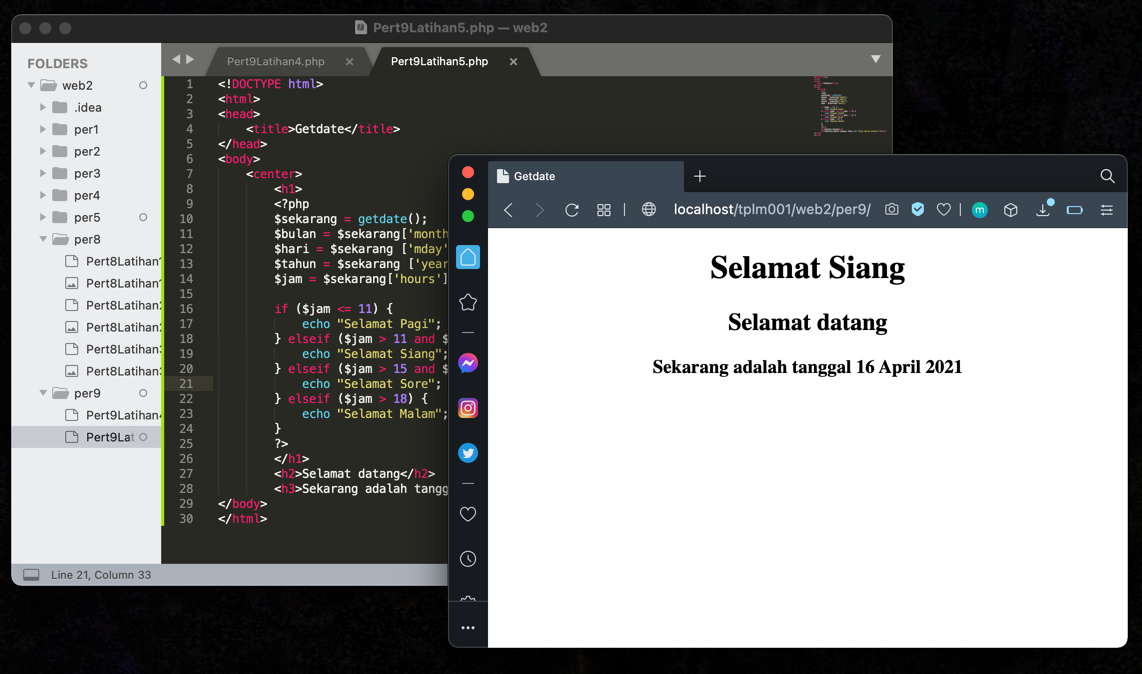 Pert9Latihan5.php — web2
FOLDERS
web2
.idea
per1
per2
per3
per4
per5
per8
Pert8Latihan
Pert8Latihan
Pert8Latihan
Pert8Latihan
Pert8Latihan
Pert8Latihan
per9
Pert9Latihan
Pert9Lat
Pert9Latihan4.php
Pert9Latihan5.php
1 <!DOCTYPE html>
2 <html>
3 <head>
4 <title>Getdate</title>
5 </head>
6 <body>
7 <center>
8 <h1>
9 <?php
10 $sekarang = getdate();
11 $bulan = $sekarang['month
12 $hari = $sekarang ['mday'
13 $tahun = $sekarang ['year
14 $jam = $sekarang['hours']
15
16 if ($jam <= 11) {
17 echo "Selamat Pagi";
18 } elseif ($jam > 11 and $
19 echo "Selamat Siang";
20 } elseif ($jam > 15 and $
21 echo "Selamat Sore";
22 } elseif ($jam > 18) {
23 echo "Selamat Malam";
24 }
25 ?>
26 </h1>
27 <h2>Selamat datang</h2>
28 <h3>Sekarang adalah tangg
29 </body>
30 </html>
Line 21, Column 33
Getdate
localhost/tplm001/web2/per9/
m
Selamat Siang
Selamat datang
Sekarang adalah tanggal 16 April 2021